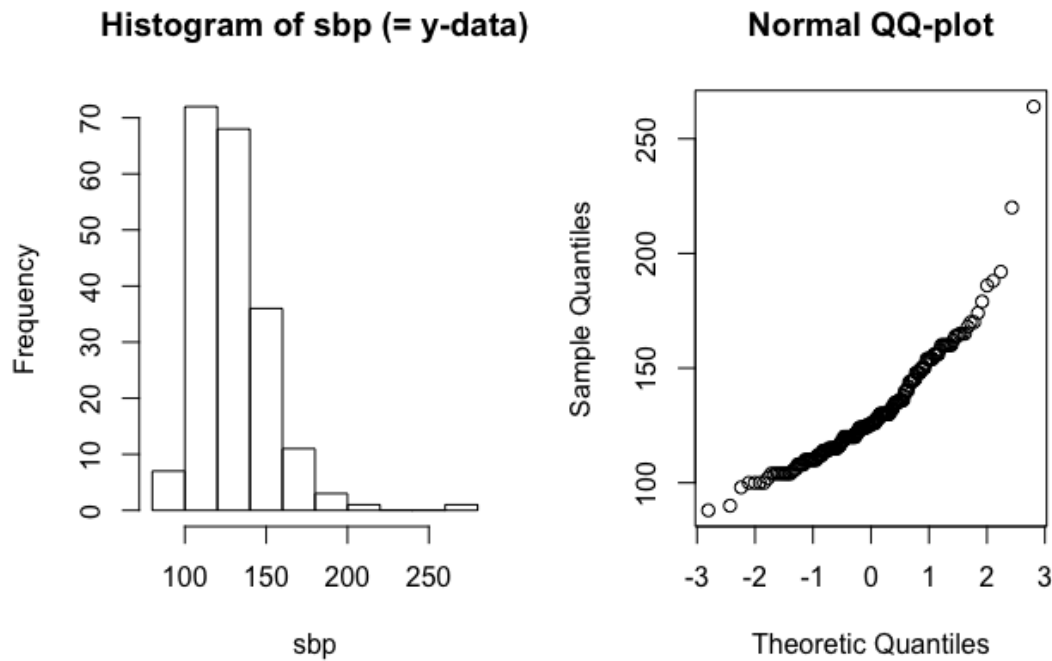 Histogram of sbp (= y-data)
Frequency
70
60
50
40
30
20
10
0
100 150 200 250
sbp
Normal QQ-plot
Sample Quantiles
250
200
150
100
-3 -2 -1 0 1 2 3
Theoretic Quantiles